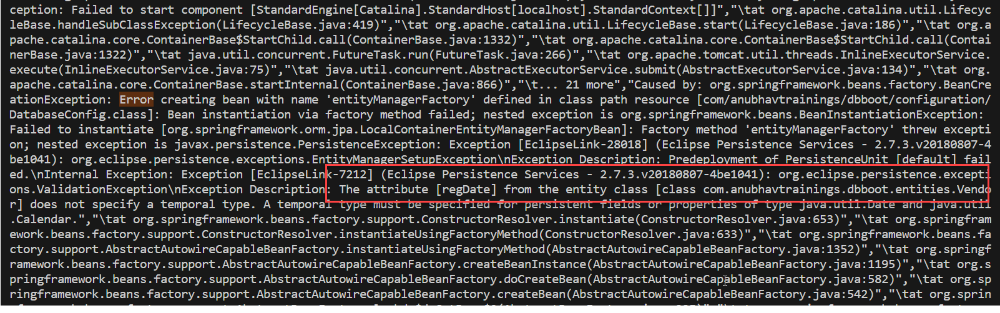 ception: Failed to start component [StandardEngine[Catalina].StandardHost[localhost].StandardContext[]]","\tat org.apache.catalina.util.Lifecyc
leBase.handleSubClassException(LifecycleBase.java:419)","\tat org.apache.catalina.util.LifecycleBase.start(LifecycleBase.java:186)","\tat org.a
pache.catalina.core.ContainerBase$StartChild.call(ContainerBase.java:1332)","\tat org.apache.catalina.core.ContainerBase$StartChild.call(Contai
nerBase.java:1322)","\tat java.util.concurrent.FutureTask.run(FutureTask.java:266)","\tat org.apache.tomcat.util.threads.InlineExecutorService.
execute(InlineExecutorService.java:75)","\tat java.util.concurrent.AbstractExecutorService.submit(AbstractExecutorService.java:134)","\tat org.
apache.catalina.core.ContainerBase.startInternal(ContainerBase.java:866)","\t... 21 more","Caused by: org.springframework.beans.factory.BeanCre
ationException: Error creating bean with name 'entityManagerFactory' defined in class path resource [com/anubhavtrainings/dbboot/configuration/
DatabaseConfig.class]: Bean instantiation via factory method failed; nested exception is org.springframework.beans.BeanInstantiationException:
Failed to instantiate [org.springframework.orm.jpa.LocalContainerEntityManagerFactoryBean]: Factory method 'entityManagerFactory' threw excepti
on; nested exception is javax.persistence.PersistenceException: Exception [EclipseLink-28018] (Eclipse Persistence Services - 2.7.3.v20180807-4
be1041): org.eclipse.persistence.exceptions.EntityManagerSetupException\nException Description: Predeployment of PersistenceUnit [default] fail
ed.\nInternal Exception: Exception [EclipseLink-7212] (Eclipse Persistence Services - 2.7.3.v20180807-4be1041): org.eclipse.persistence.excepti
ons.ValidationException\nException Description: The attribute [regDate] from the entity class [class com.anubhavtrainings.dbboot.entities.Vendo
r] does not specify a temporal type. A temporal type must be specified for persistent fields or properties of type java.util.Date and java.util
.Calendar.","\tat org.springframework.beans.factory.support.ConstructorResolver.instantiate(ConstructorResolver.java:653)","\tat org.springfram
ework.beans.factory.support.ConstructorResolver.instantiateUsingFactoryMethod(ConstructorResolver.java:633)","\tat org.springframework.beans.fa
ctory.support.AbstractAutowireCapableBeanFactory.instantiateUsingFactoryMethod(AbstractAutowireCapableBeanFactory.java:1352)","\tat org.springf
ramework.beans.factory.support.AbstractAutowireCapableBeanFactory.createBeanInstance(AbstractAutowireCapableBeanFactory.java:1195)","\tat org.s
pringframework.beans.factory.support.AbstractAutowireCapableBeanFactory.doCreateBean(AbstractAutowireCapableBeanFactory.java:582)","\tat org.sp
ringframework.beans.factory.support.AbstractAutowireCapableBeanFactory.createBean(AbstractAutowireCapableBeanFactory.java:542)","\tat org.sprin